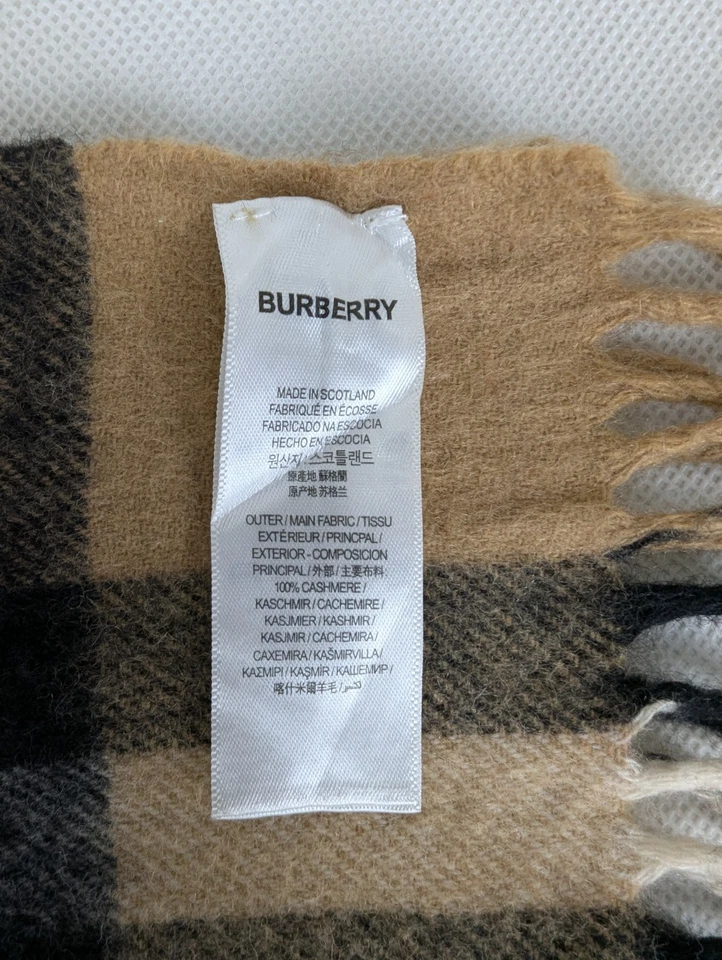 BURBERRY
MADE IN SCOTLAND
FABRIQUÉ EN ÉCOSSE
FABRICADO NA ESCOCIA
HECHO EN ESCOCIA
원산지 : 스코틀랜드
原產地 蘇格蘭
原产地 苏格兰
OUTER / MAIN FABRIC / TISSU
EXTÉRIEUR / PRINCPAL /
EXTERIOR - COMPOSICION
PRINCIPAL / 外部 / 主要布料:
100% CASHMERE /
KASCHMIR / CACHEMIRE /
KASJMIER / KASHMIR /
KASJMIR / CACHEMIRA /
CAXEMIRA / KAŠMIRVILLA /
ΚΑΣΜΙΡΙ / KAŞMİR / КАШЕМИР /
喀什米爾羊毛 /